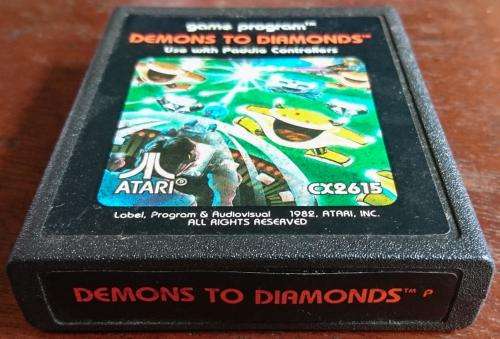 game program™
DEMONS TO DIAMONDS™
Use with Paddle Controllers
ATARI®
CX2615
Label, Program & Audiovisual 1982, ATARI, INC.
ALL RIGHTS RESERVED
DEMONS TO DIAMONDS™ P